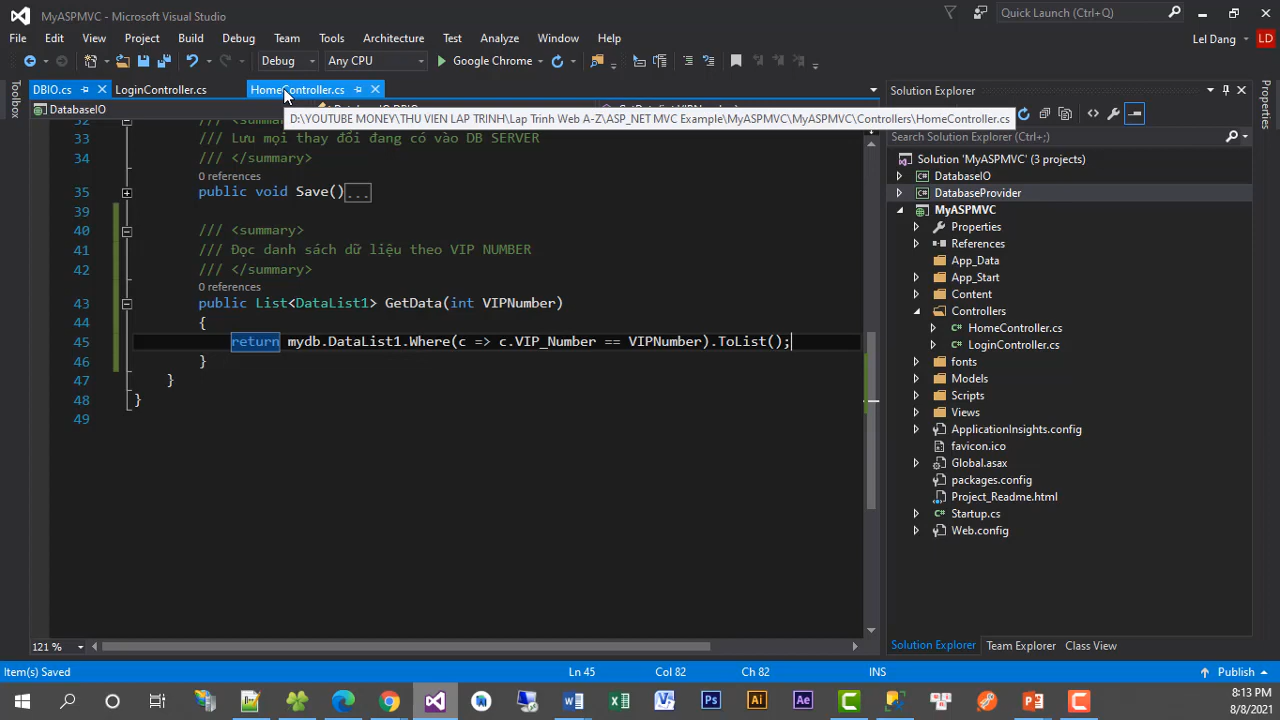 MyASPMVC - Microsoft Visual Studio
Quick Launch (Ctrl+Q)
File Edit View Project Build Debug Team Tools Architecture Test Analyze Window Help
Lel Dang LD
Debug Any CPU Google Chrome
Toolbox
DBIO.cs LoginController.cs HomeController.cs
DatabaseIO
D:\YOUTUBE MONEY\THU VIEN LAP TRINH\Lap Trinh Web A-Z\ASP_NET MVC Example\MyASPMVC\MyASPMVC\Controllers\HomeController.cs
32 /// <summary>
33 /// Lưu mọi thay đổi đang có vào DB SERVER
34 /// </summary>
0 references
35 public void Save()...
39
40 /// <summary>
41 /// Đọc danh sách dữ liệu theo VIP NUMBER
42 /// </summary>
0 references
43 public List<DataList1> GetData(int VIPNumber)
44 {
45 return mydb.DataList1.Where(c => c.VIP_Number == VIPNumber).ToList();
46 }
47 }
48 }
49
121 %
Solution Explorer
Search Solution Explorer (Ctrl+;)
Solution 'MyASPMVC' (3 projects)
DatabaseIO
DatabaseProvider
MyASPMVC
Properties
References
App_Data
App_Start
Content
Controllers
HomeController.cs
LoginController.cs
fonts
Models
Scripts
Views
ApplicationInsights.config
favicon.ico
Global.asax
packages.config
Project_Readme.html
Startup.cs
Web.config
Solution Explorer Team Explorer Class View
Properties
Item(s) Saved Ln 45 Col 82 Ch 82 INS Publish
8:13 PM
8/8/2021